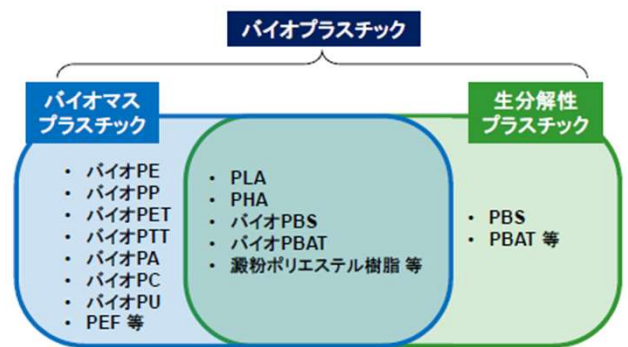 バイオプラスチック
バイオマス
プラスチック
生分解性
プラスチック
・ バイオPE
・ バイオPP
・ バイオPET
・ バイオPTT
・ バイオPA
・ バイオPC
・ バイオPU
・ PEF 等
・ PLA
・ PHA
・ バイオPBS
・ バイオPBAT
・ 澱粉ポリエステル樹脂 等
・ PBS
・ PBAT 等